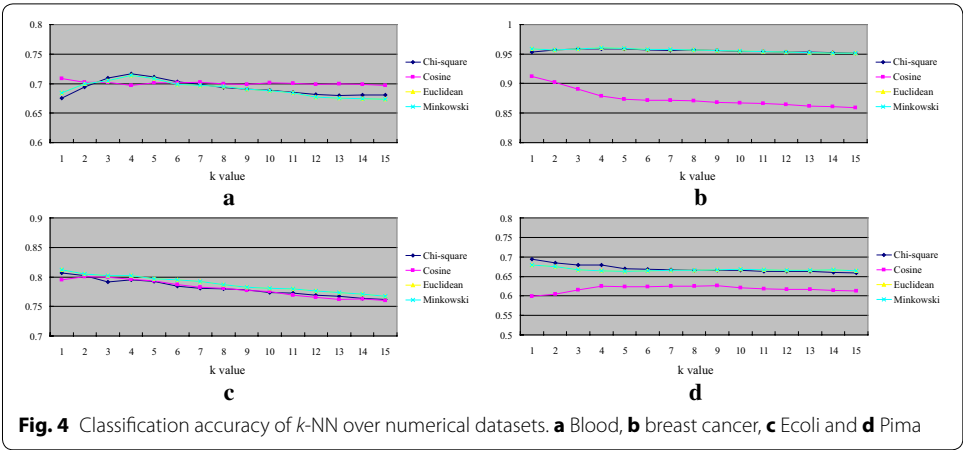 0.8
0.75
0.7
0.65
0.6
1 2 3 4 5 6 7 8 9 10 11 12 13 14 15
k value
Chi-square
Cosine
Euclidean
Minkowski
a
1
0.95
0.9
0.85
0.8
1 2 3 4 5 6 7 8 9 10 11 12 13 14 15
k value
Chi-square
Cosine
Euclidean
Minkowski
b
0.9
0.85
0.8
0.75
0.7
1 2 3 4 5 6 7 8 9 10 11 12 13 14 15
k value
Chi-square
Cosine
Euclidean
Minkowski
c
0.8
0.75
0.7
0.65
0.6
0.55
0.5
1 2 3 4 5 6 7 8 9 10 11 12 13 14 15
k value
Chi-square
Cosine
Euclidean
Minkowski
d
Fig. 4 Classification accuracy of k-NN over numerical datasets. a Blood, b breast cancer, c Ecoli and d Pima